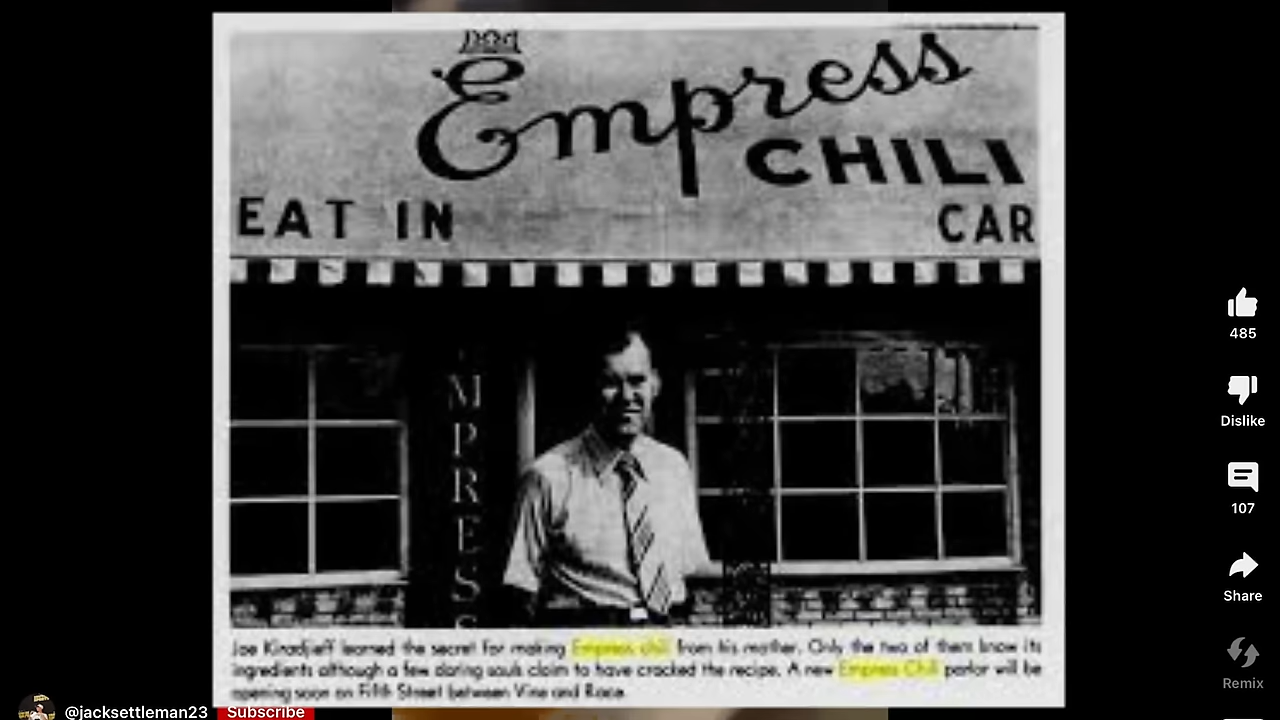 Empress
CHILI
EAT IN
CAR
MPRESS
Joe Kiradjieff learned the secret for making Empress chili from his mother. Only the two of them know its
ingredients although a few daring souls claim to have cracked the recipe. A new Empress Chili parlor will be
opening soon on Fifth Street between Vine and Race.
485
Dislike
107
Share
Remix
@jacksettleman23 Subscribe